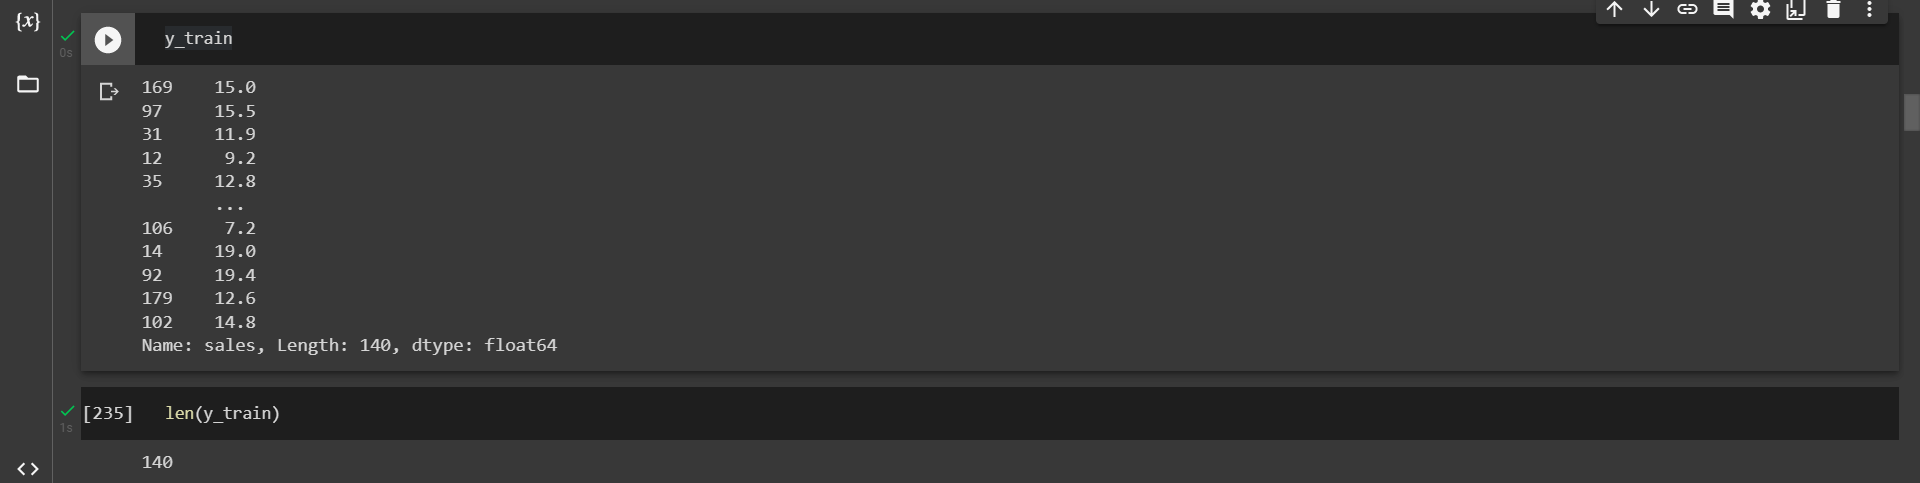 {x}
0s
y_train
169    15.0
97     15.5
31     11.9
12      9.2
35     12.8
...
106     7.2
14     19.0
92     19.4
179    12.6
102    14.8
Name: sales, Length: 140, dtype: float64
[235] len(y_train)
1s
140
<>